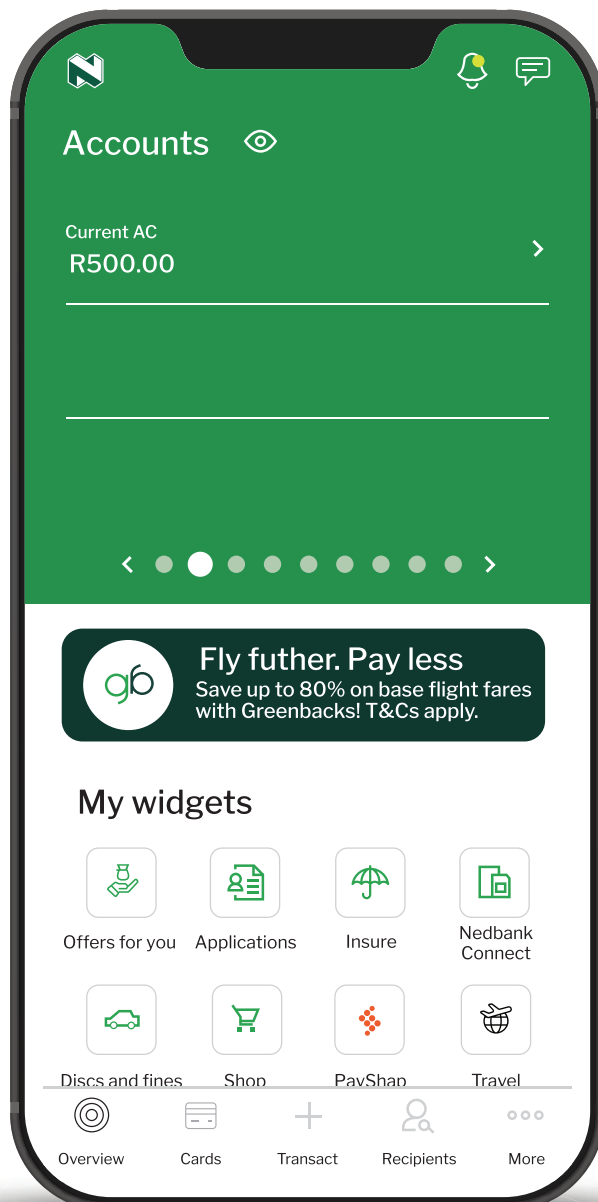 Accounts
Current AC
R500.00
gb
Fly futher. Pay less
Save up to 80% on base flight fares
with Greenbacks! T&Cs apply.
My widgets
Offers for you Applications Insure Nedbank
Connect
Discs and fines Shop PayShap Travel
Overview Cards Transact Recipients More